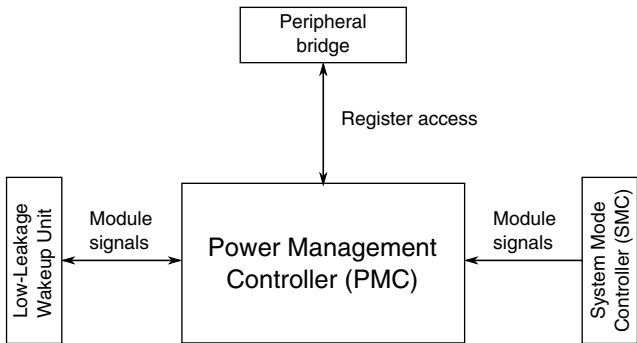 Peripheral
bridge
Register access
Low-Leakage
Wakeup Unit
Module
signals
Power Management
Controller (PMC)
Module
signals
System Mode
Controller (SMC)